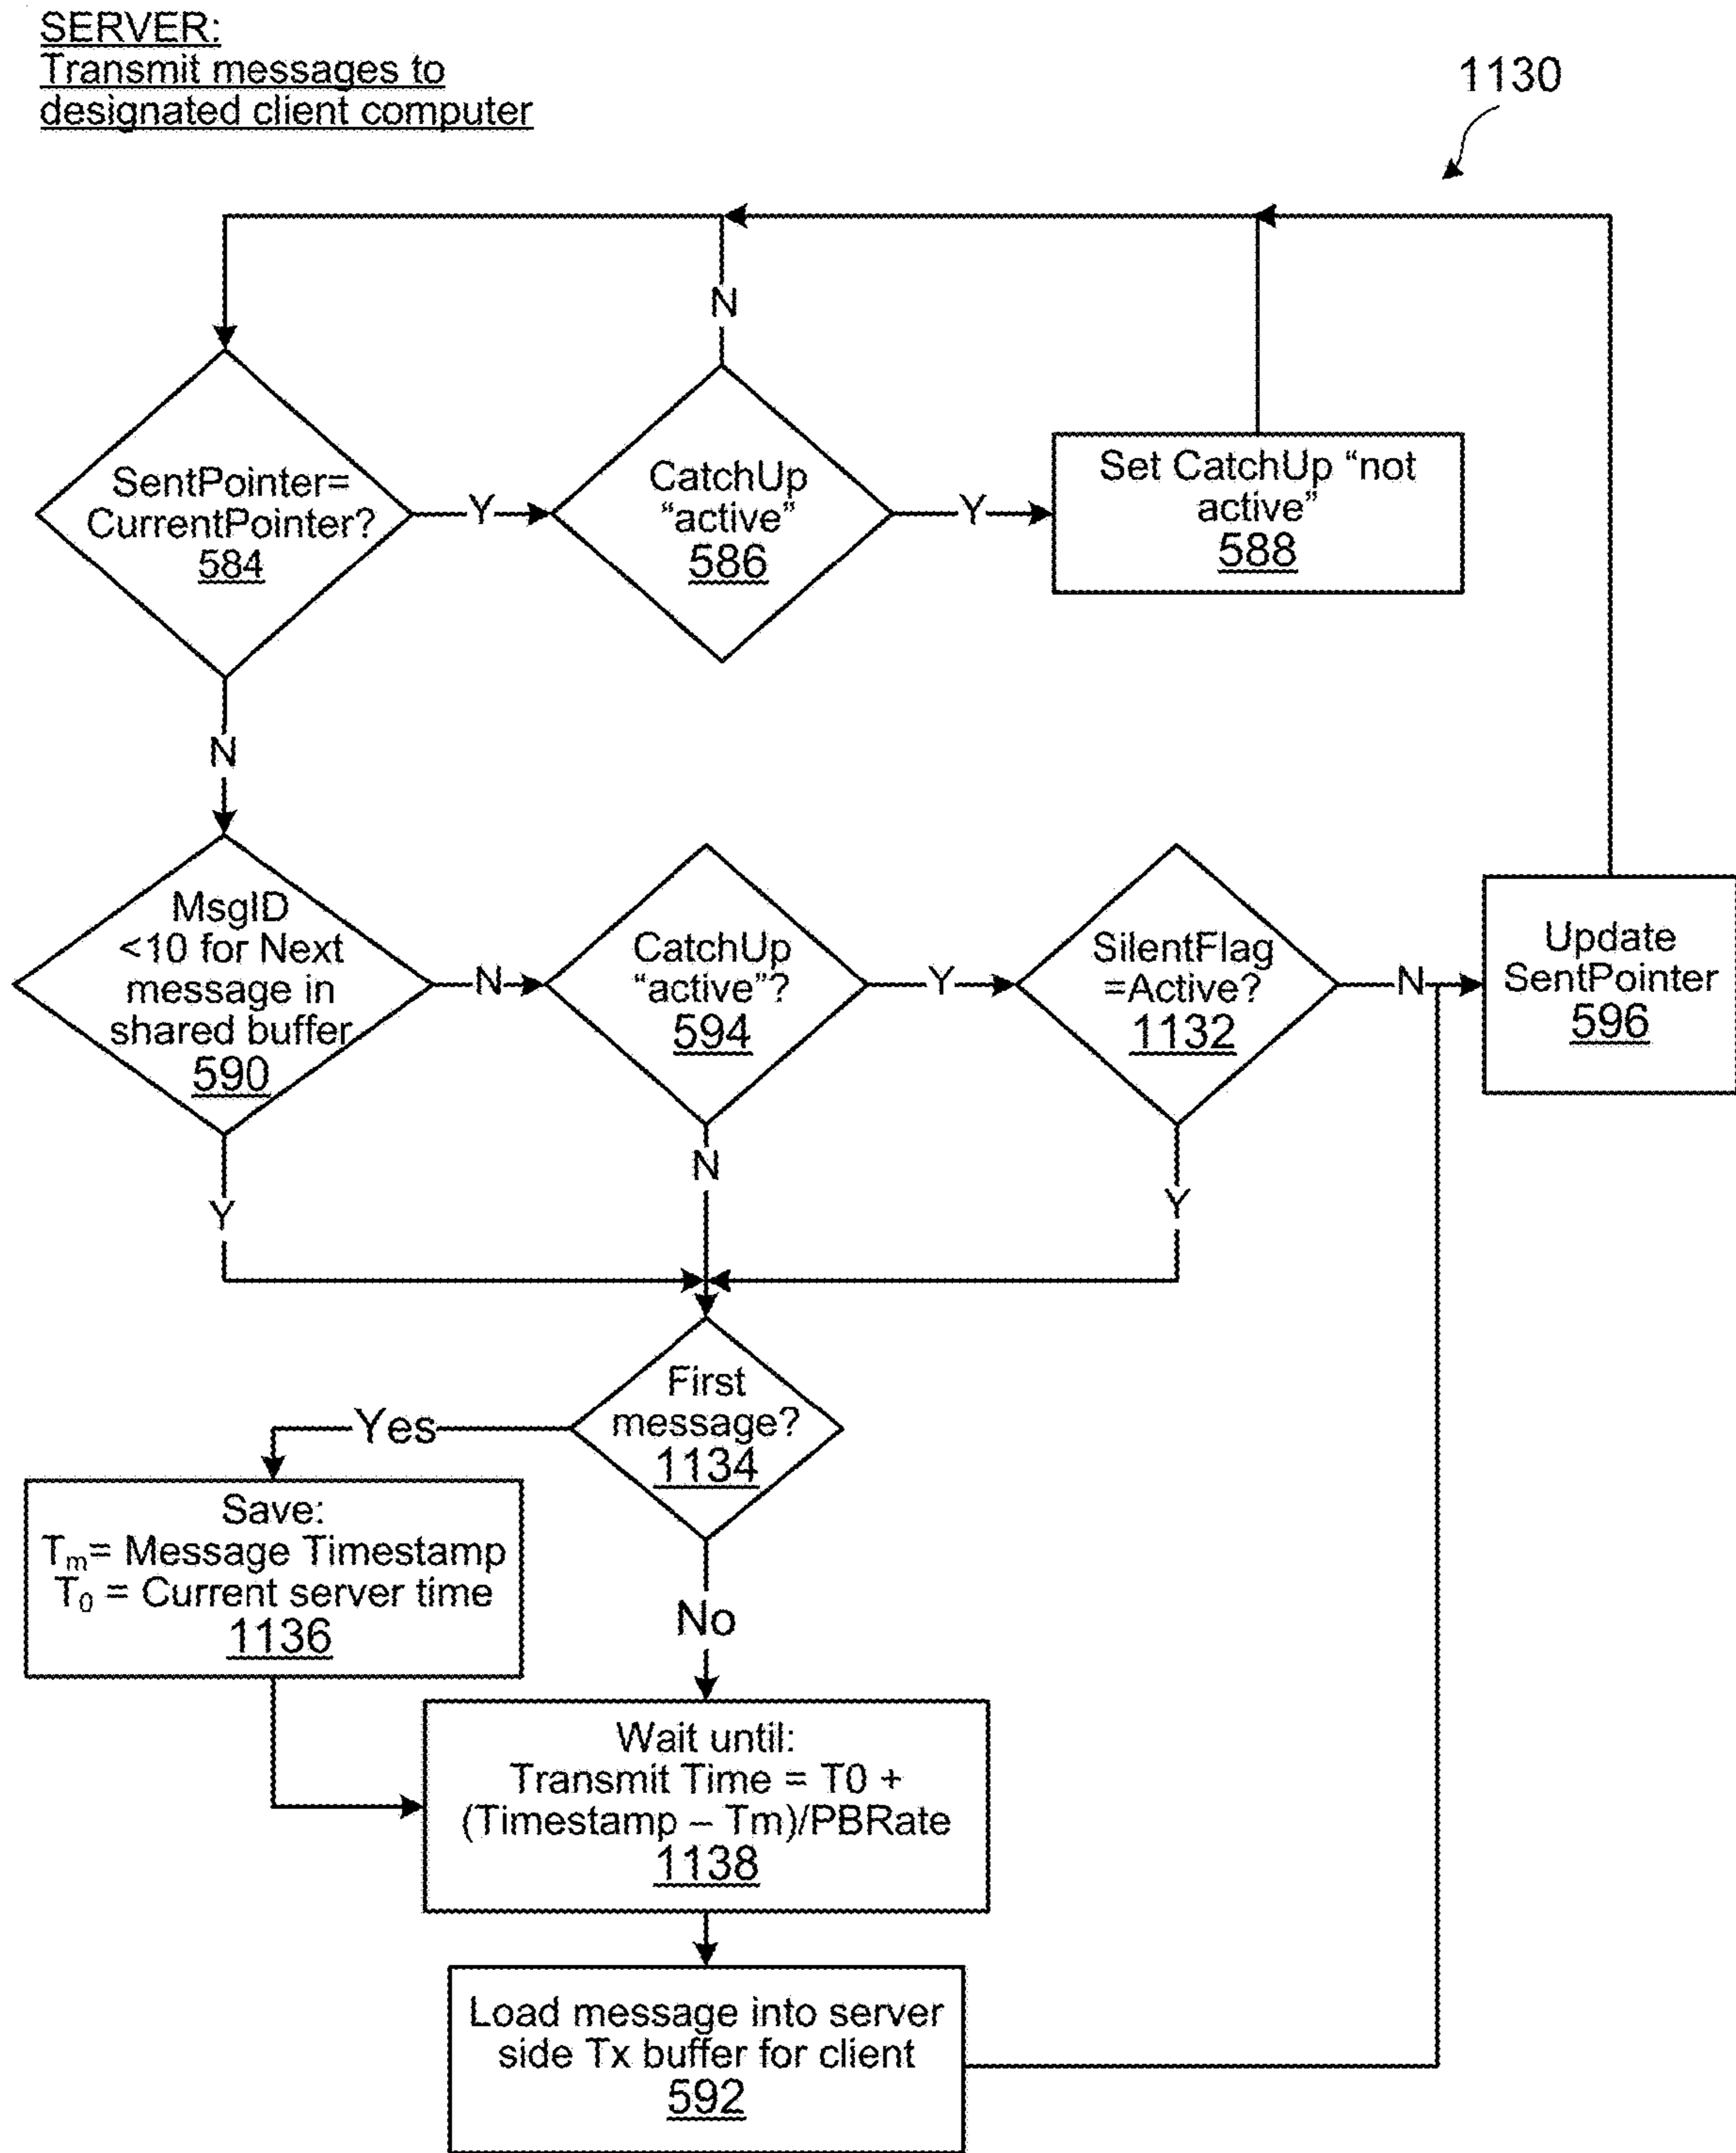 SERVER:
Transmit messages to
designated client computer
1130
N
SentPointer=
CurrentPointer?
584
Y
CatchUp
“active”
586
Y
Set CatchUp “not
active”
588
N
MsgID
<10 for Next
message in
shared buffer
590
N
CatchUp
“active”?
594
Y
SilentFlag
=Active?
1132
N
Update
SentPointer
596
Y
N
Y
First
message?
1134
Yes
Save:
Tm= Message Timestamp
T0 = Current server time
1136
No
Wait until:
Transmit Time = T0 +
(Timestamp – Tm)/PBRate
1138
Load message into server
side Tx buffer for client
592